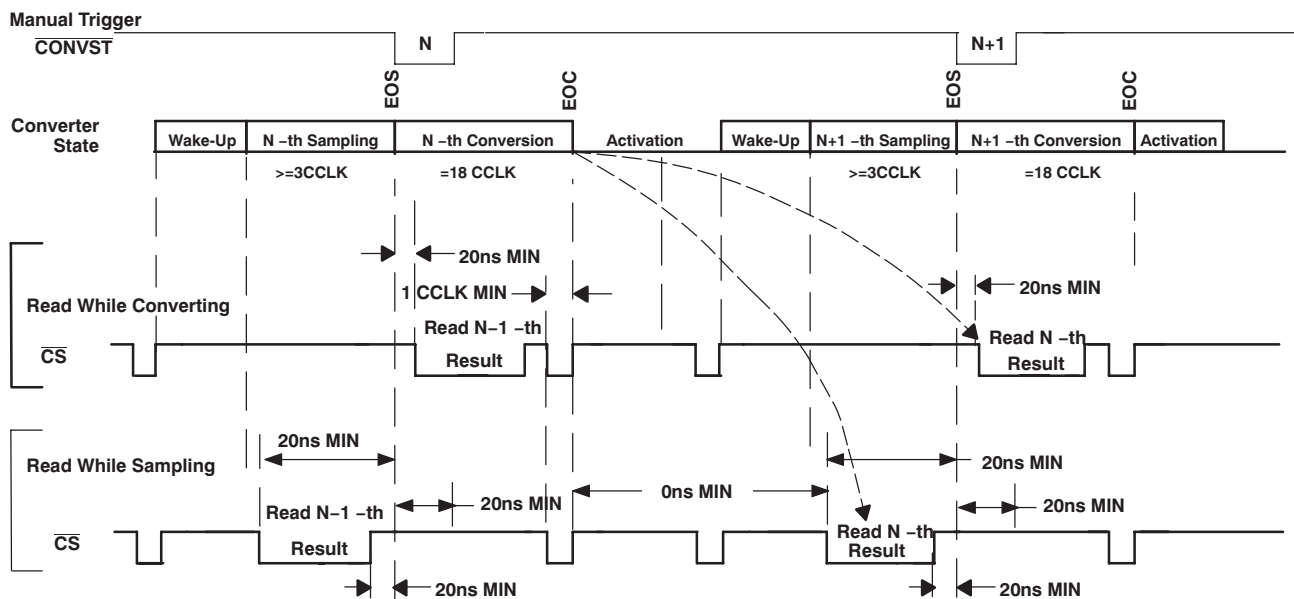 Manual Trigger
CONVST
N
N+1
EOS
EOC
EOS
EOC
Converter
State
Wake-Up
N −th Sampling
N −th Conversion
Activation
Wake-Up
N+1 −th Sampling
N+1 −th Conversion
Activation
>=3CCLK
=18 CCLK
>=3CCLK
=18 CCLK
20ns MIN
20ns MIN
1 CCLK MIN
Read While Converting
Read N−1 −th
Result
Read N −th
Result
CS
20ns MIN
20ns MIN
Read While Sampling
0ns MIN
20ns MIN
20ns MIN
Read N−1 −th
Result
Read N −th
Result
CS
20ns MIN
20ns MIN